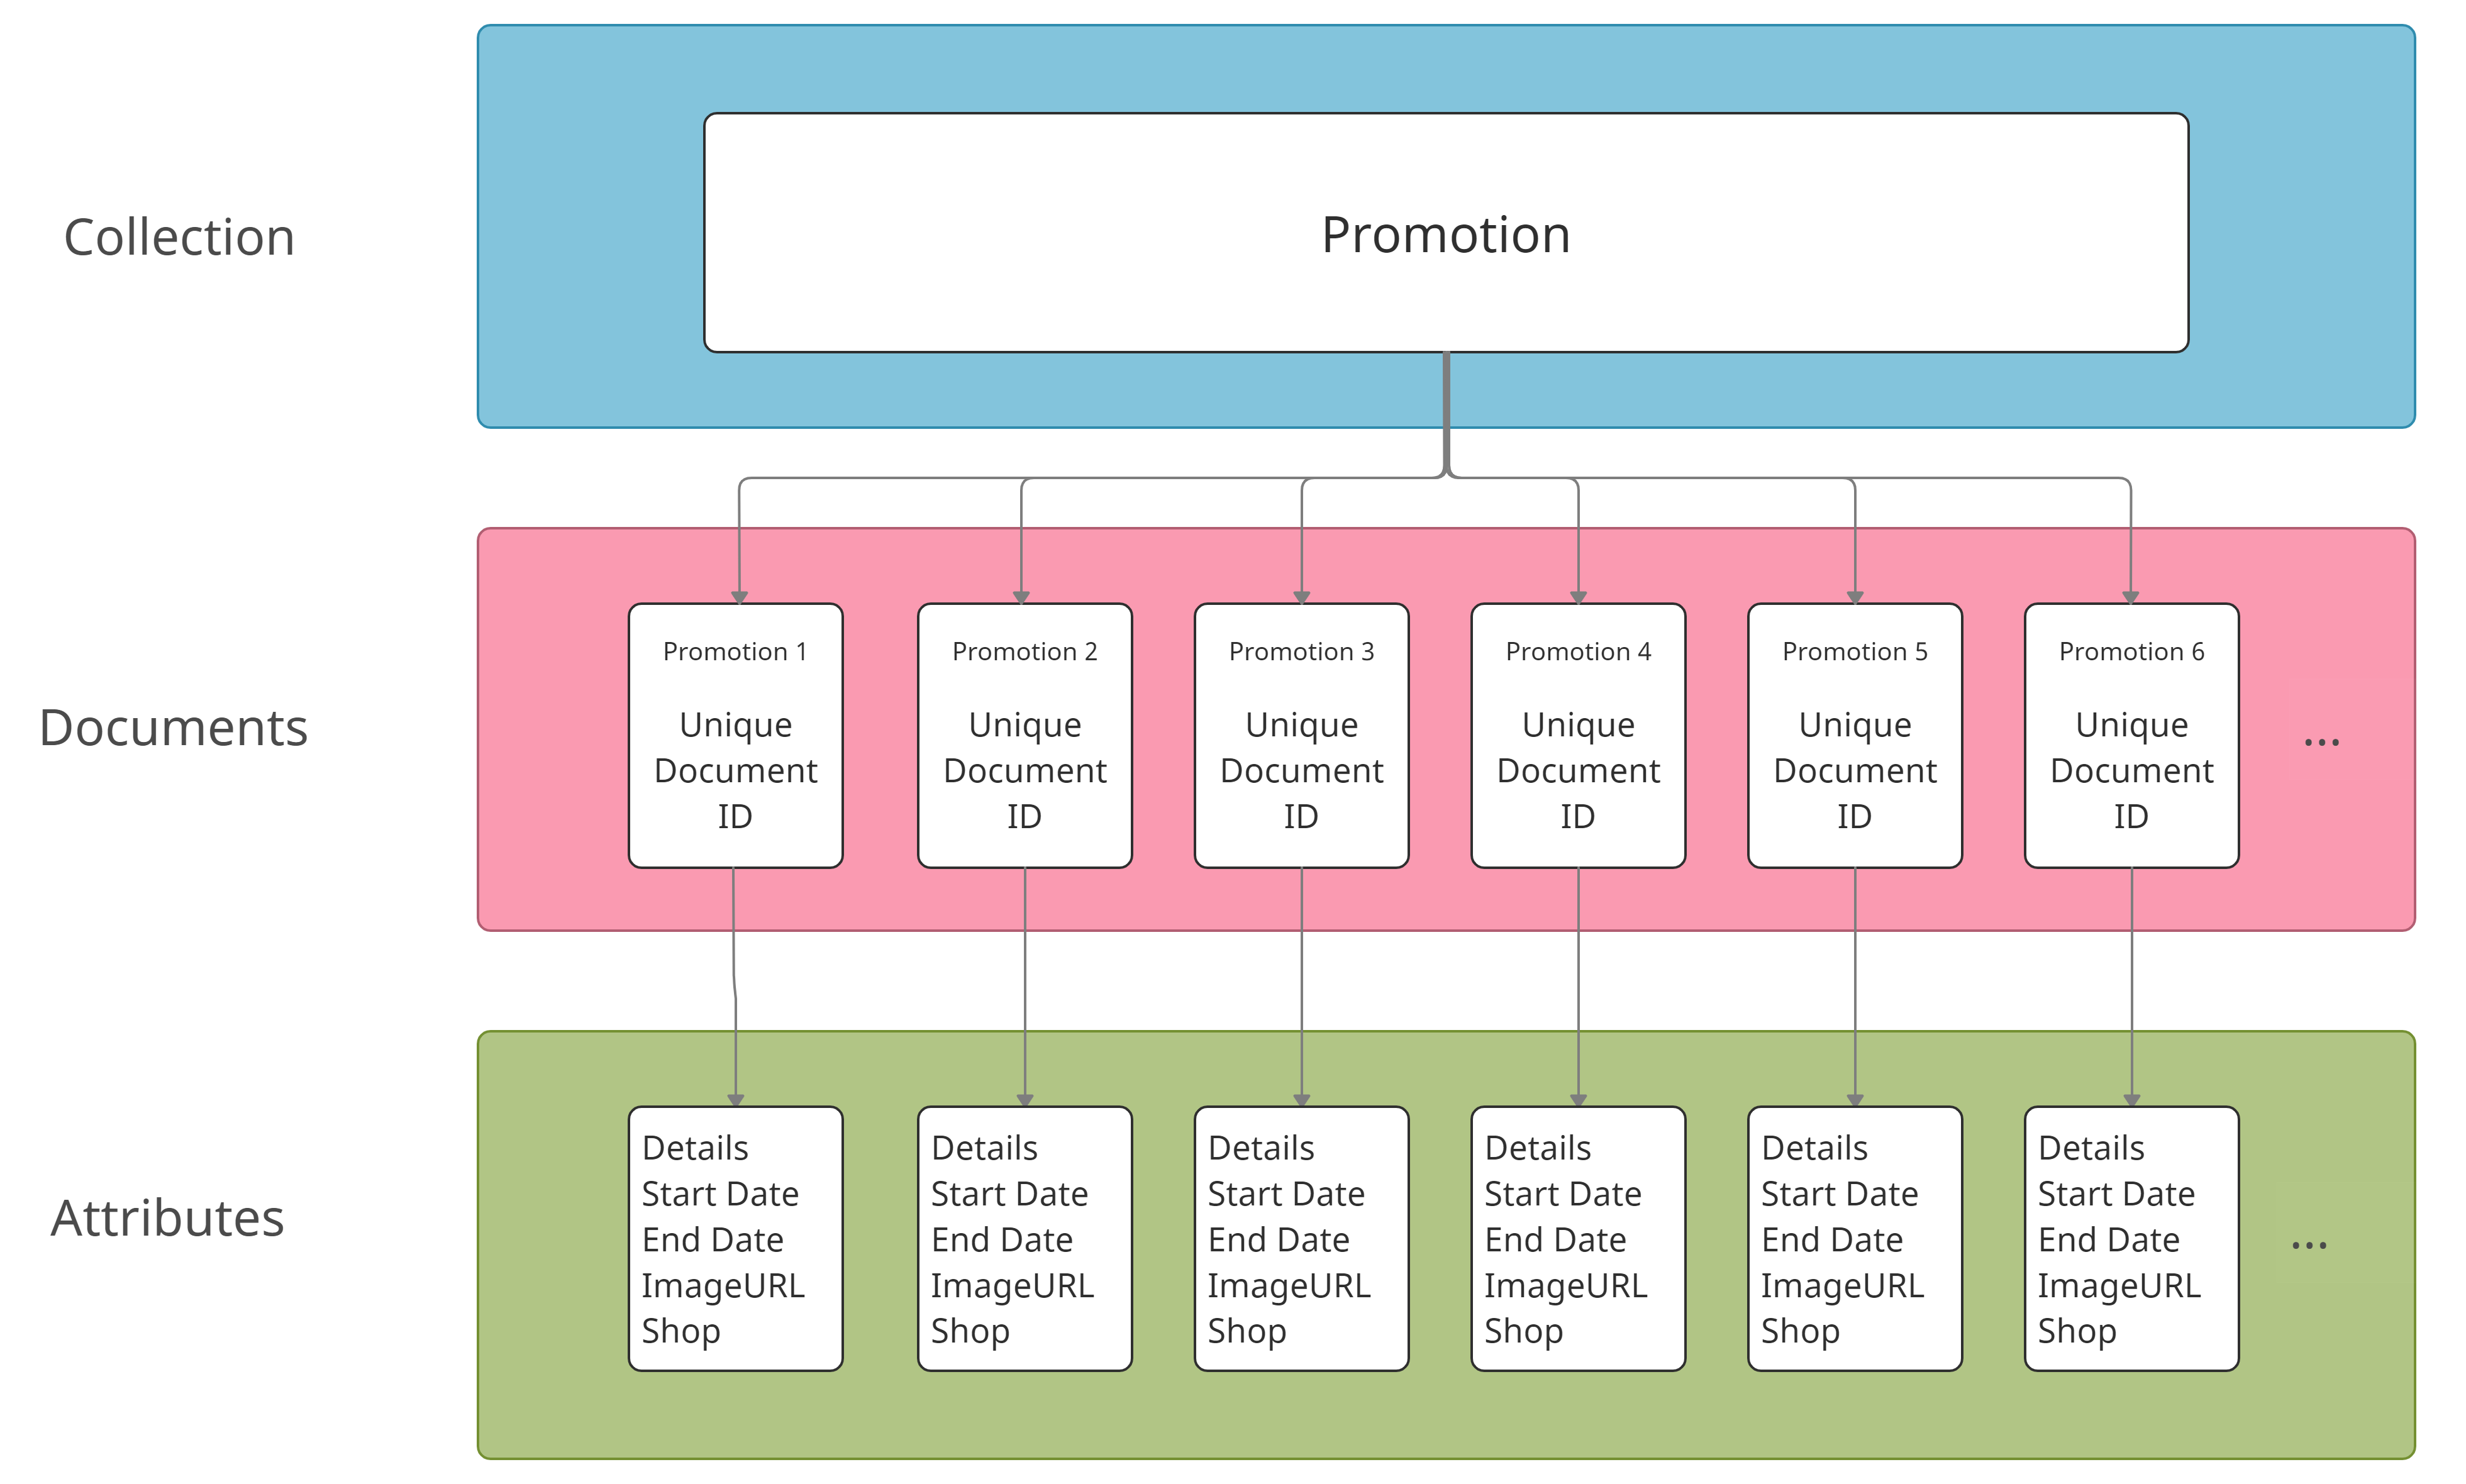 Collection
Promotion
Documents
Promotion 1
Unique
Document
ID
Promotion 2
Unique
Document
ID
Promotion 3
Unique
Document
ID
Promotion 4
Unique
Document
ID
Promotion 5
Unique
Document
ID
Promotion 6
Unique
Document
ID
...
Attributes
Details
Start Date
End Date
ImageURL
Shop
Details
Start Date
End Date
ImageURL
Shop
Details
Start Date
End Date
ImageURL
Shop
Details
Start Date
End Date
ImageURL
Shop
Details
Start Date
End Date
ImageURL
Shop
Details
Start Date
End Date
ImageURL
Shop
...